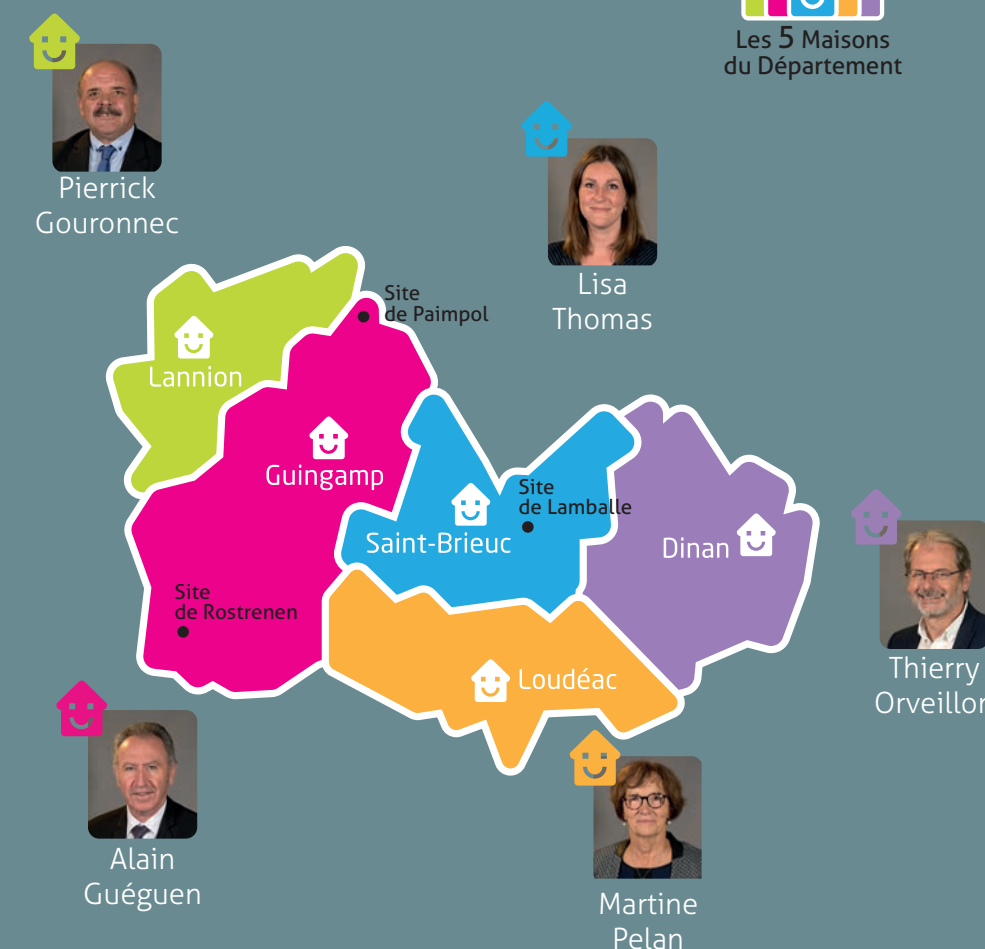 Les 5 Maisons
du Département
Pierrick
Gouronnec
Lisa
Thomas
Site
de Paimpol
Lannion
Guingamp
Site
de Lamballe
Saint-Brieuc
Dinan
Site
de Rostrenen
Loudéac
Thierry
Alain
Guéguen
Martine
Pelan